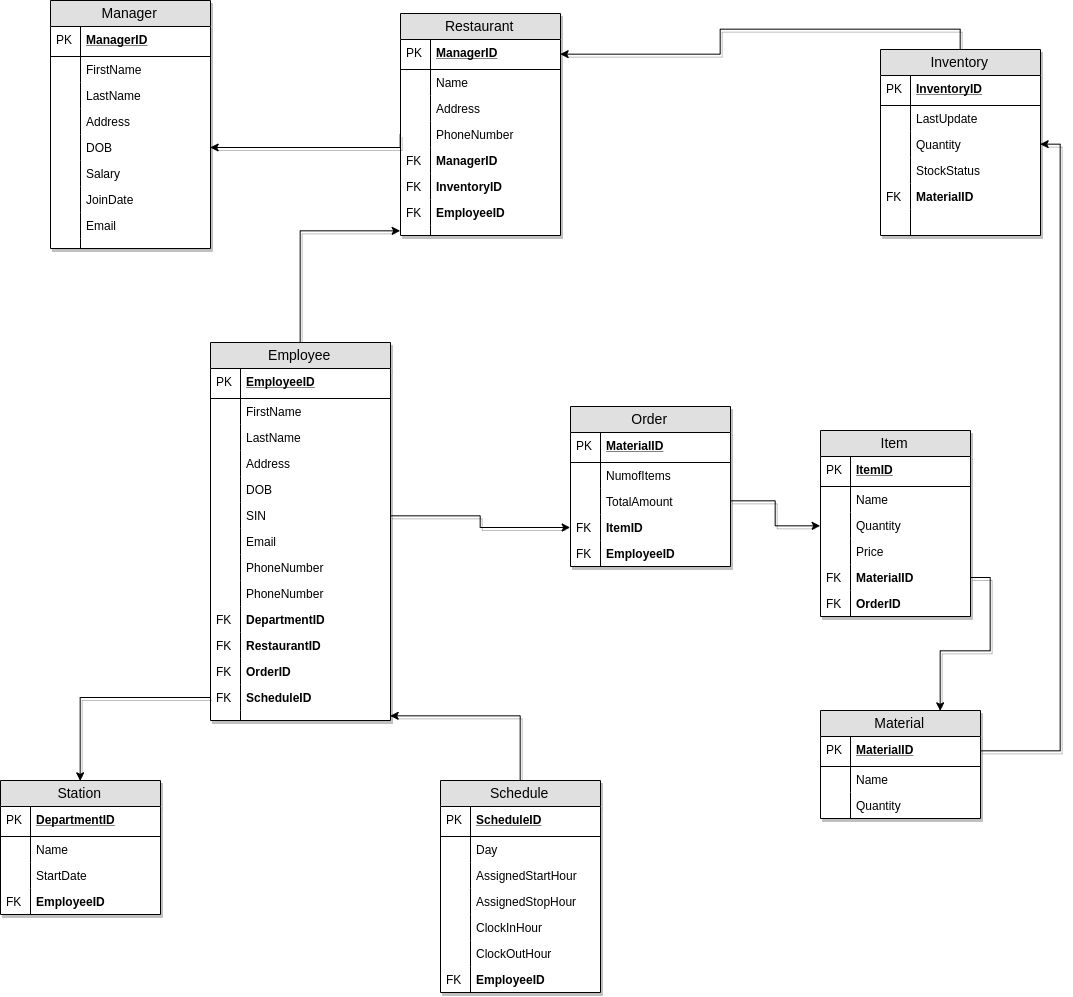 Manager
PK ManagerID
FirstName
LastName
Address
DOB
Salary
JoinDate
Email
Restaurant
PK ManagerID
Name
Address
PhoneNumber
FK ManagerID
FK InventoryID
FK EmployeeID
Inventory
PK InventoryID
LastUpdate
Quantity
StockStatus
FK MaterialID
Employee
PK EmployeeID
FirstName
LastName
Address
DOB
SIN
Email
PhoneNumber
PhoneNumber
FK DepartmentID
FK RestaurantID
FK OrderID
FK ScheduleID
Order
PK MaterialID
NumofItems
TotalAmount
FK ItemID
FK EmployeeID
Item
PK ItemID
Name
Quantity
Price
FK MaterialID
FK OrderID
Material
PK MaterialID
Name
Quantity
Station
PK DepartmentID
Name
StartDate
FK EmployeeID
Schedule
PK ScheduleID
Day
AssignedStartHour
AssignedStopHour
ClockInHour
ClockOutHour
FK EmployeeID